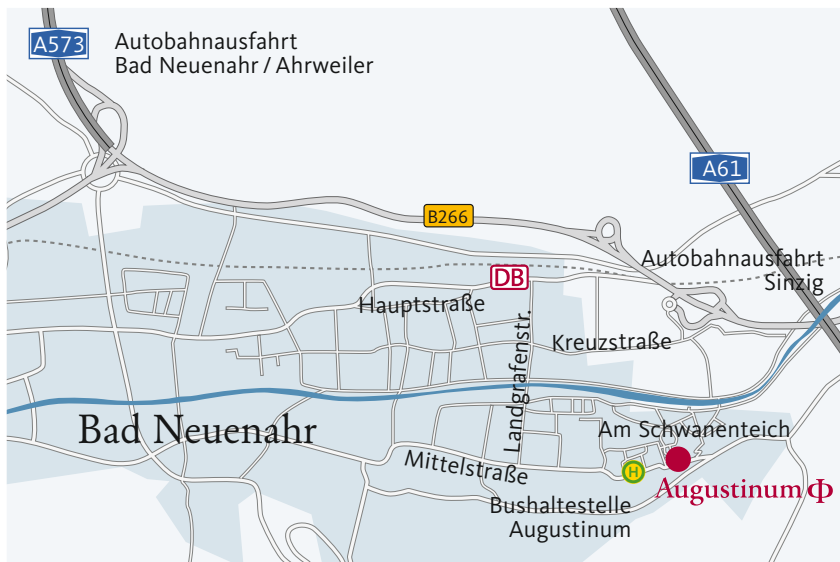 A573
Autobahnausfahrt
Bad Neuenahr / Ahrweiler
A61
B266
Autobahnausfahrt
Sinzig
DB
Hauptstraße
Landgrafenstr.
Kreuzstraße
Bad Neuenahr
Am Schwanenteich
Mittelstraße
H
Augustinum
Bushaltestelle
Augustinum